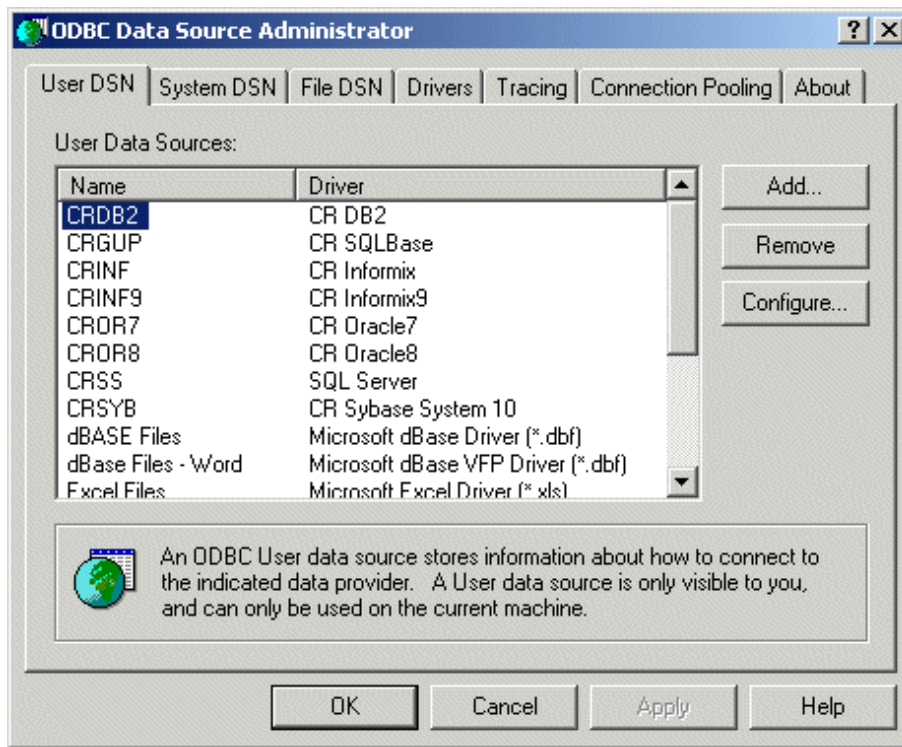 ODBC Data Source Administrator
User DSN System DSN File DSN Drivers Tracing Connection Pooling About
User Data Sources:
Name Driver
CRDB2 CR DB2
CRGUP CR SQLBase
CRINF CR Informix
CRINF9 CR Informix9
CROR7 CR Oracle7
CROR8 CR Oracle8
CRSS SQL Server
CRSYB CR Sybase System 10
dBASE Files Microsoft dBase Driver (*.dbf)
dBase Files - Word Microsoft dBase VFP Driver (*.dbf)
Excel Files Microsoft Excel Driver (*.xls)
Add...
Remove
Configure...
An ODBC User data source stores information about how to connect to
the indicated data provider. A User data source is only visible to you,
and can only be used on the current machine.
OK Cancel Apply Help